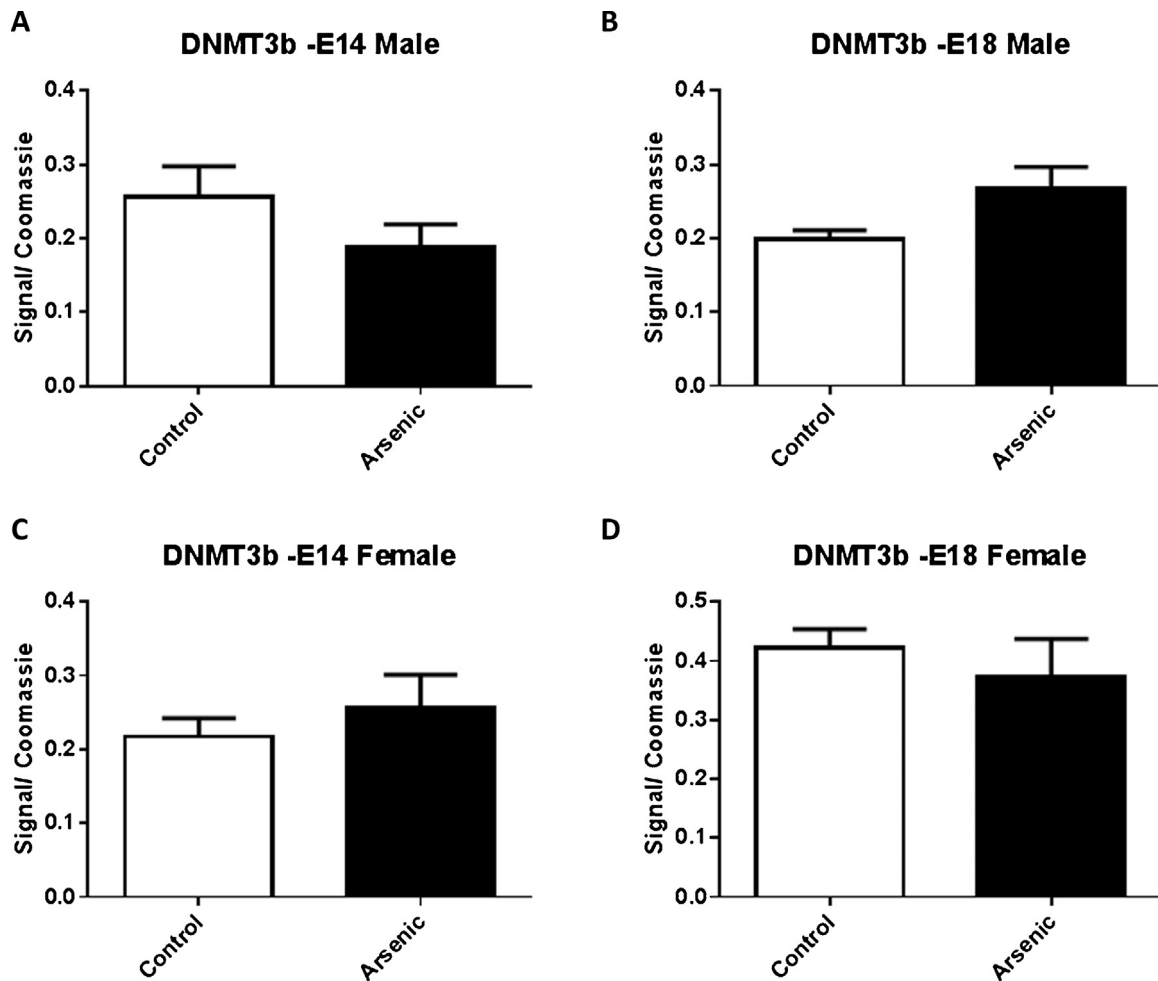 A
DNMT3b -E14 Male
0.4
0.3
0.2
0.1
0.0
Signal/ Coomassie
Control
Arsenic
B
DNMT3b -E18 Male
0.4
0.3
0.2
0.1
0.0
Signal/ Coomassie
Control
Arsenic
C
DNMT3b -E14 Female
0.4
0.3
0.2
0.1
0.0
Signal/ Coomassie
Control
Arsenic
D
DNMT3b -E18 Female
0.5
0.4
0.3
0.2
0.1
0.0
Signal/ Coomassie
Control
Arsenic